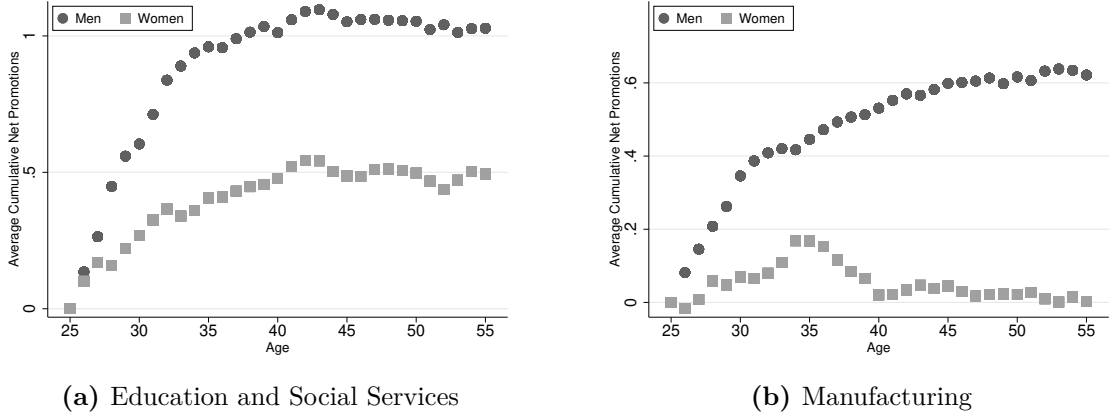 Men Women
Average Cumulative Net Promotions
1
.5
0
25 30 35 40 45 50 55
Age
(a) Education and Social Services
Men Women
Average Cumulative Net Promotions
.6
.4
.2
0
25 30 35 40 45 50 55
Age
(b) Manufacturing